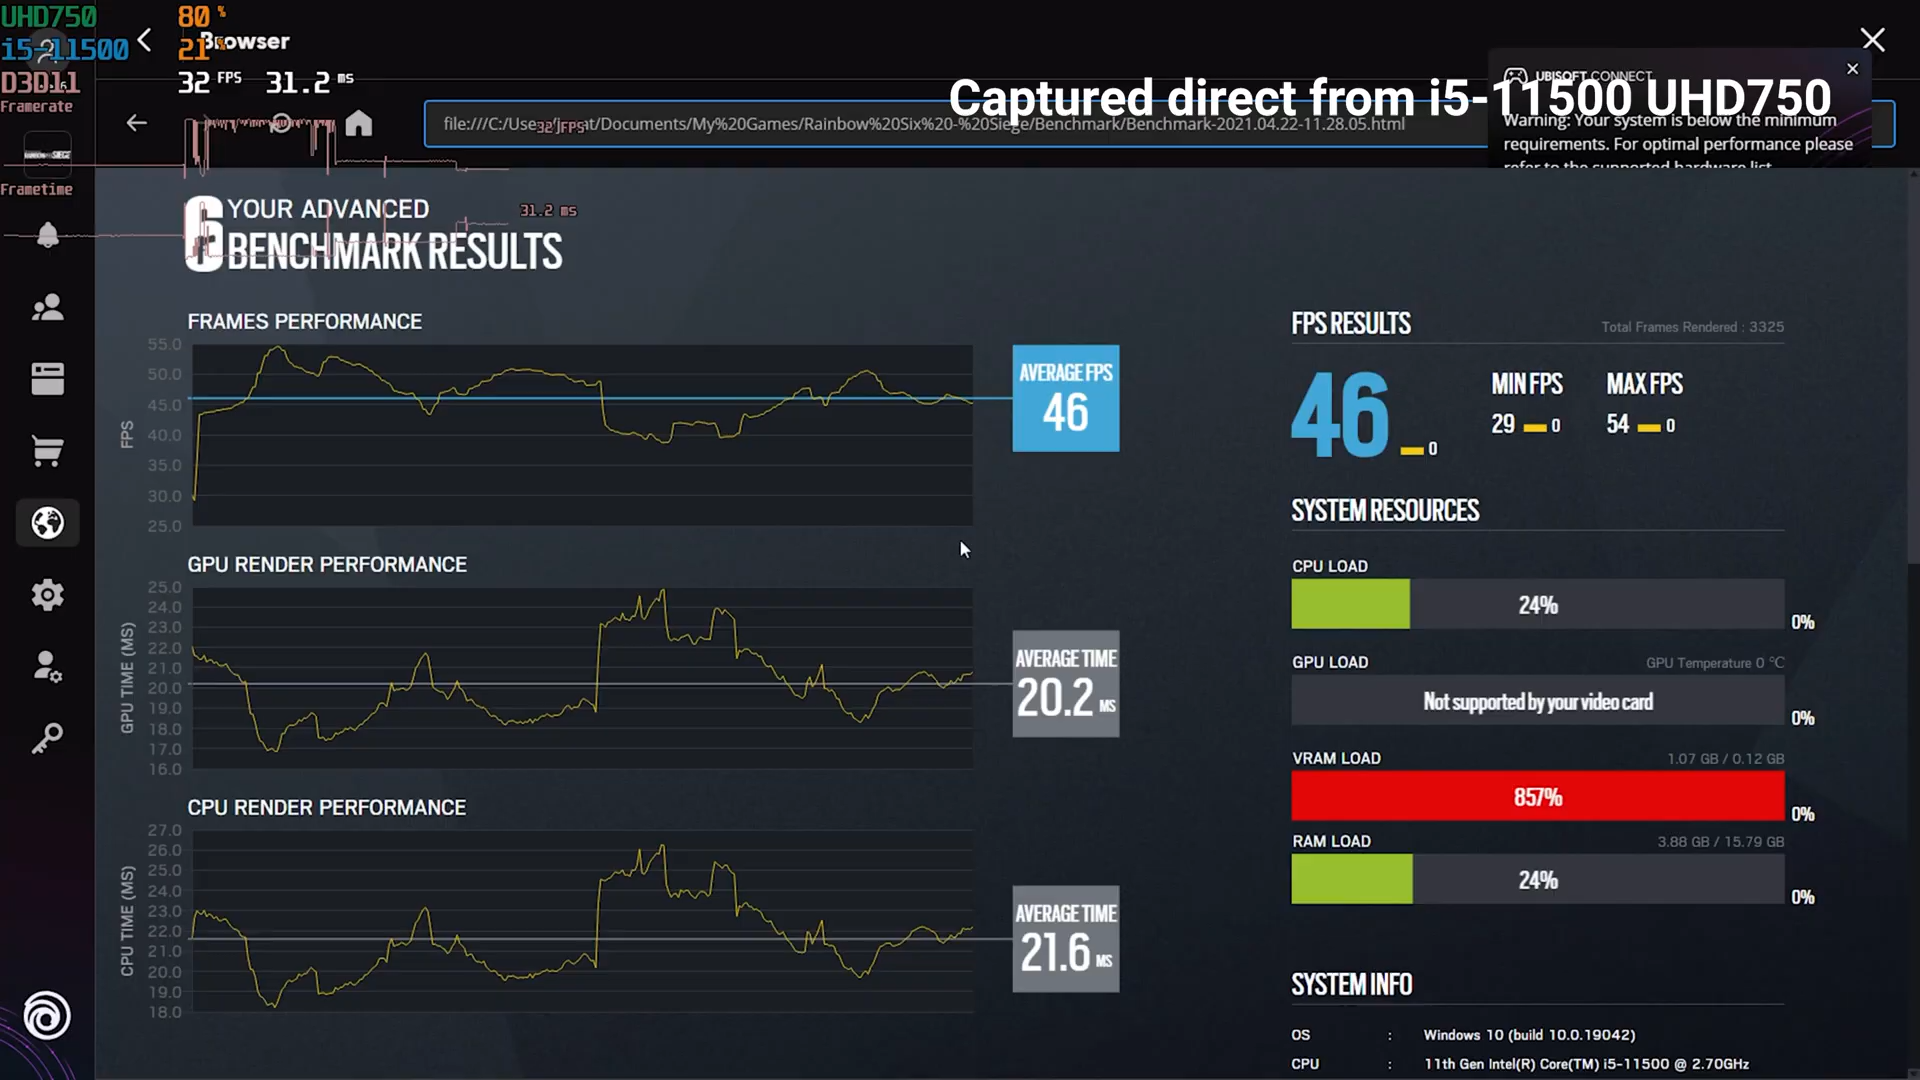 UHD750 80 %
i5-11500 21 %
D3D11 32 FPS 31.2 ms
Framerate
Frametime
Browser
UBISOFT CONNECT
Captured direct from i5-11500 UHD750
Warning: Your system is below the minimum
requirements. For optimal performance please
refer to the supported hardware list
32 FPS
31.2 ms
YOUR ADVANCED
6 BENCHMARK RESULTS
FRAMES PERFORMANCE
55.0
50.0
45.0
40.0
35.0
30.0
25.0
FPS
AVERAGE FPS
46
GPU RENDER PERFORMANCE
25.0
24.0
23.0
22.0
21.0
20.0
19.0
18.0
17.0
16.0
GPU TIME (MS)
AVERAGE TIME
20.2 MS
CPU RENDER PERFORMANCE
27.0
26.0
25.0
24.0
23.0
22.0
21.0
20.0
19.0
18.0
CPU TIME (MS)
AVERAGE TIME
21.6 MS
FPS RESULTS Total Frames Rendered : 3325
46 0
MIN FPS MAX FPS
29 0 54 0
SYSTEM RESOURCES
CPU LOAD
24% 0%
GPU LOAD GPU Temperature 0 °C
Not supported by your video card 0%
VRAM LOAD 1.07 GB / 0.12 GB
857% 0%
RAM LOAD 3.88 GB / 15.79 GB
24% 0%
SYSTEM INFO
OS : Windows 10 (build 10.0.19042)
CPU : 11th Gen Intel(R) Core(TM) i5-11500 @ 2.70GHz